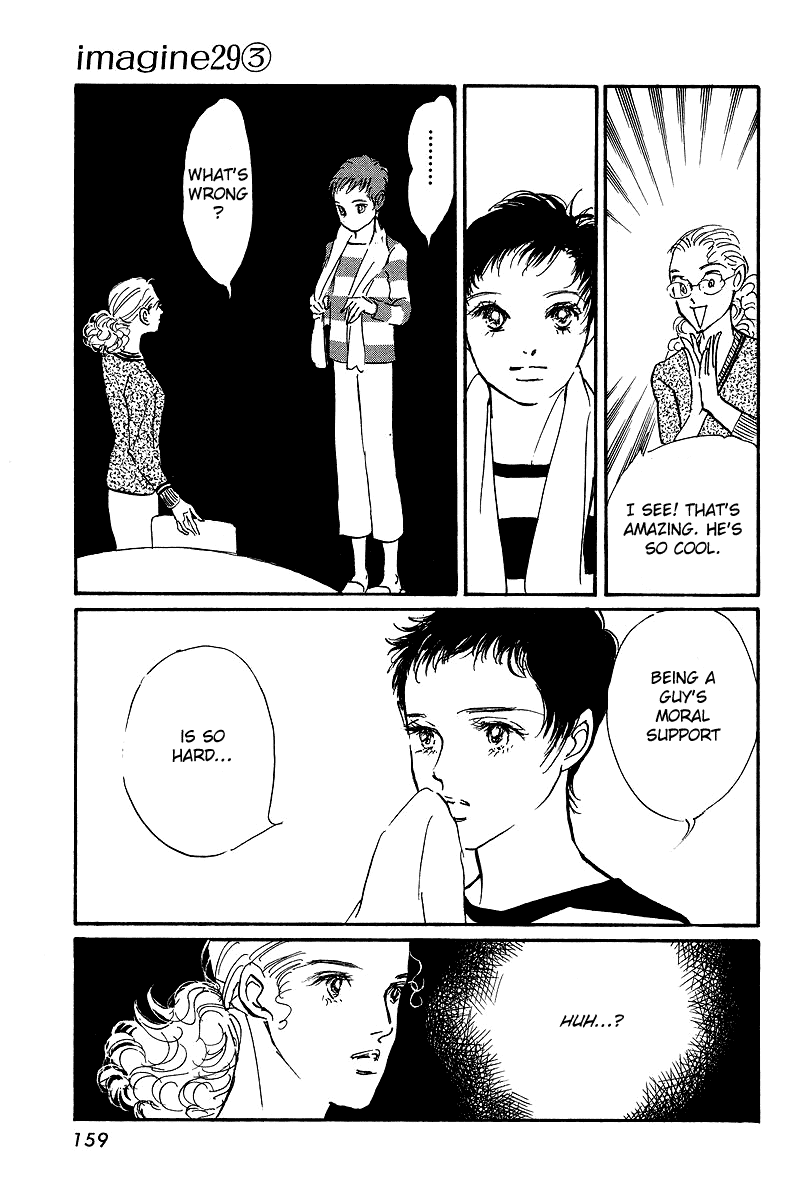 imagine29③
I SEE! THAT'S
AMAZING. HE'S
SO COOL.
.........
WHAT'S
WRONG
?
BEING A
GUY'S
MORAL
SUPPORT
IS SO
HARD...
HUH...?
159